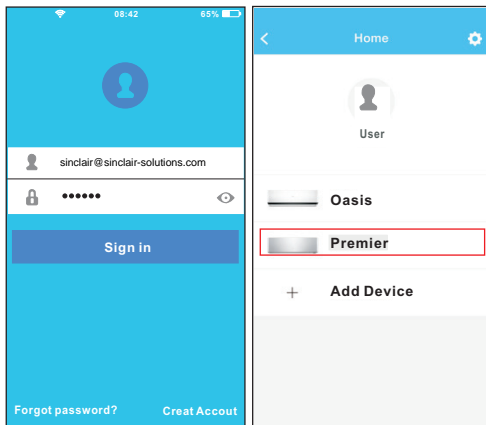 08:42
65%
sinclair@sinclair-solutions.com
••••••
Sign in
Forgot password?
Creat Accout
Home
User
Oasis
Premier
Add Device